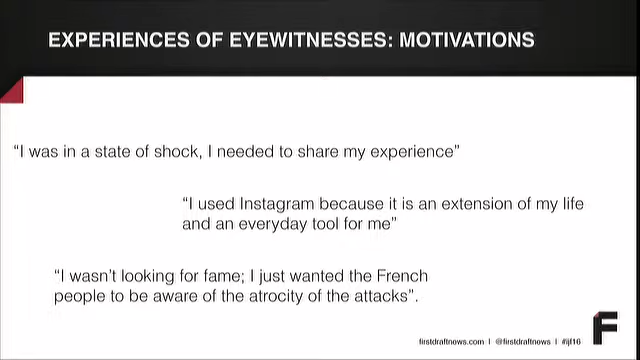 EXPERIENCES OF EYEWITNESSES: MOTIVATIONS
“I was in a state of shock, I needed to share my experience”
“I used Instagram because it is an extension of my life
and an everyday tool for me”
“I wasn’t looking for fame; I just wanted the French
people to be aware of the atrocity of the attacks”.
F
firstdraftnews.com | @firstdraftnews | #ijf16